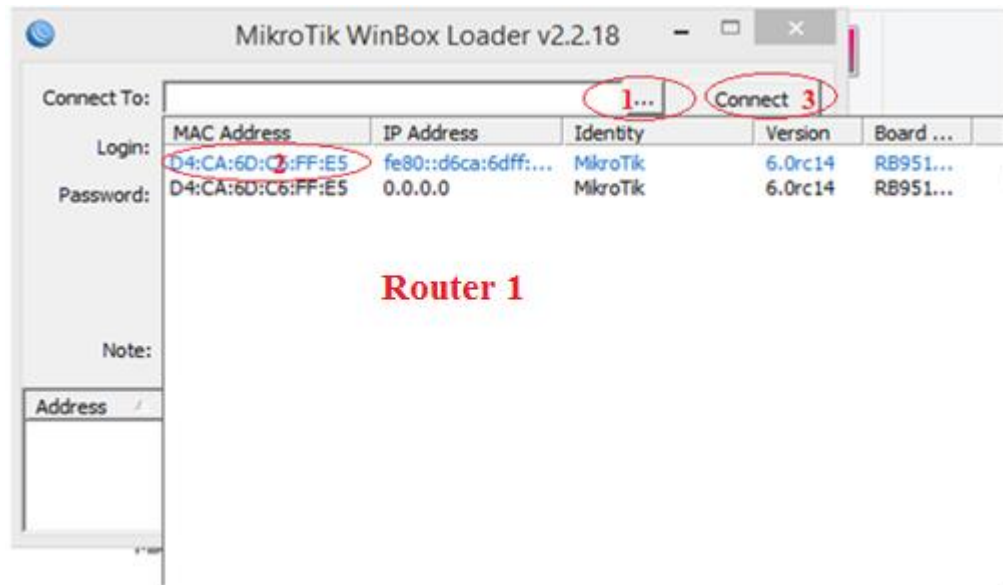 MikroTik WinBox Loader v2.2.18
Connect To:
1...
Connect 3
Login:
MAC Address IP Address Identity Version Board ...
D4:CA:6D:C6:FF:E5 fe80::d6ca:6dff:... MikroTik 6.0rc14 RB951...
2
Password:
D4:CA:6D:C6:FF:E5 0.0.0.0 MikroTik 6.0rc14 RB951...
Router 1
Note:
Address